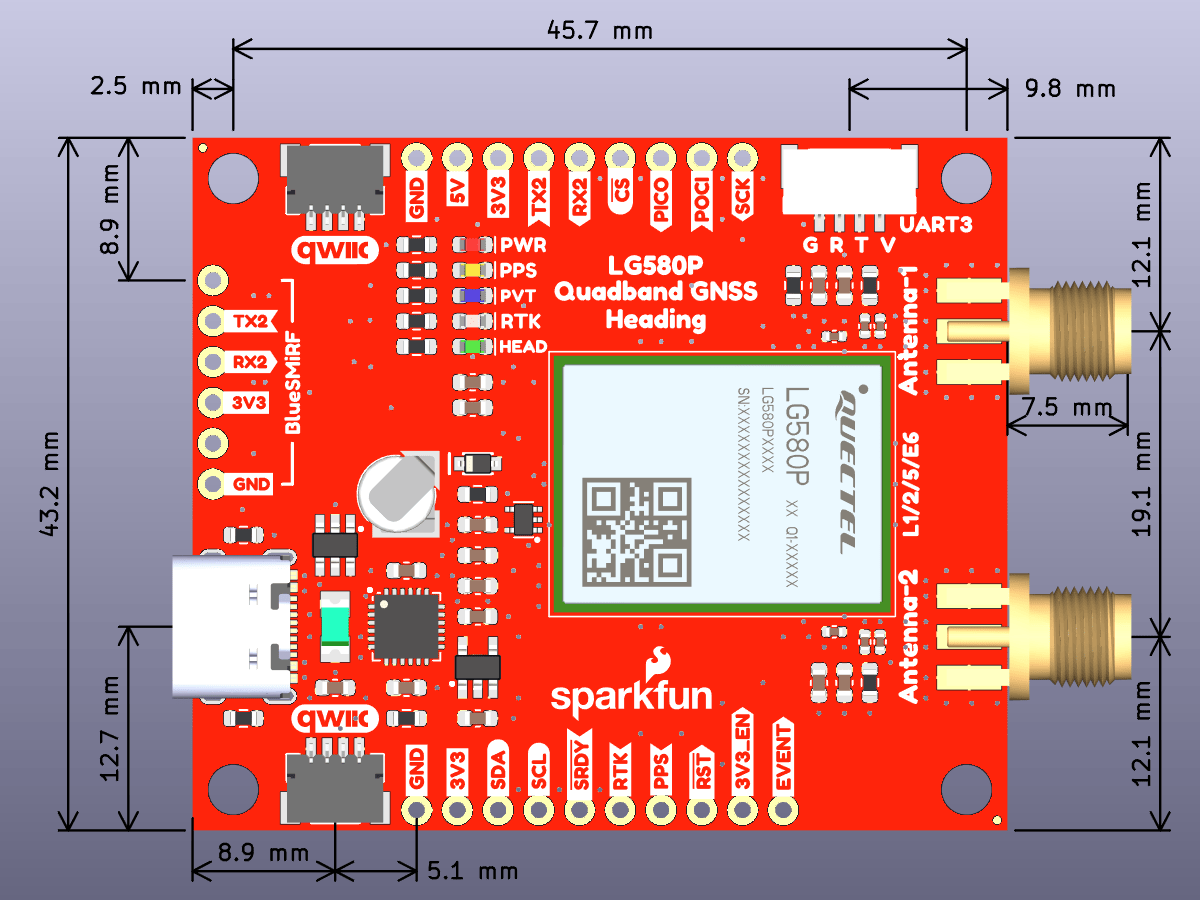 45.7 mm
2.5 mm
9.8 mm
8.9 mm
43.2 mm
12.7 mm
8.9 mm
5.1 mm
12.1 mm
7.5 mm
19.1 mm
12.1 mm
GND
5V
3V3
TX2
RX2
CS
PICO
POCI
SCK
qwiic
UART3
G R T V
PWR
PPS
PVT
RTK
HEAD
LG580P
Quadband GNSS
Heading
Antenna-1
L1/2/5/E6
Antenna-2
TX2
RX2
3V3
GND
BlueSMiRF
QUECTEL
LG580P XX Q1-XXXXX
LG580PXXXX
sparkfun
qwiic
GND
3V3
SDA
SCL
SRDY
RTK
PPS
RST
3V3_EN
EVENT